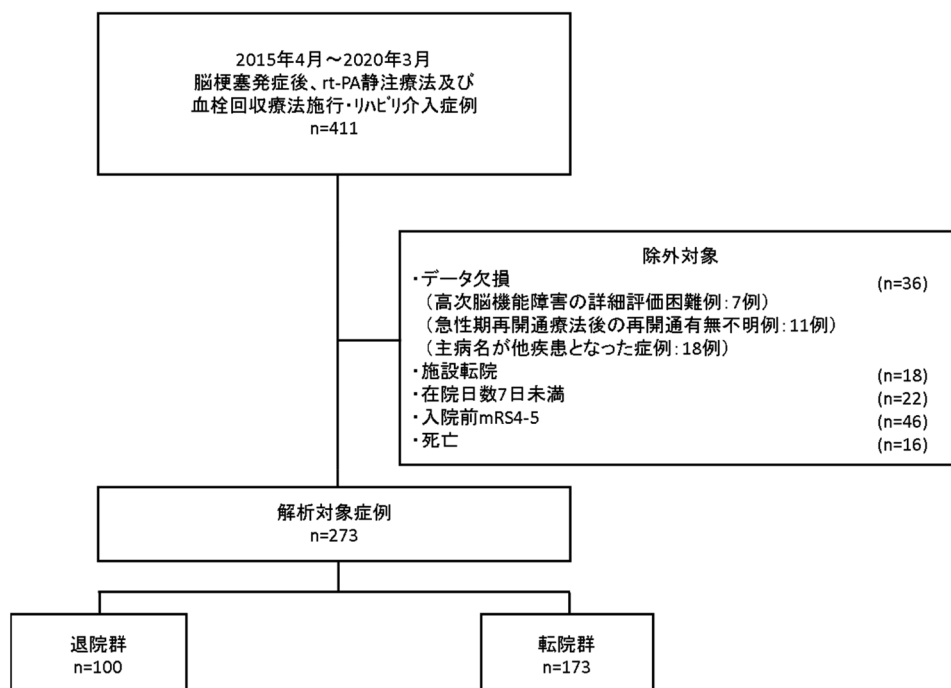 2015年4月～2020年3月
脳梗塞発症後、rt-PA静注療法及び
血栓回収療法施行・ﾘﾊﾋﾞﾘ介入症例
n=411
除外対象
・データ欠損 (n=36)
（高次脳機能障害の詳細評価困難例：7例）
（急性期再開通療法後の再開通有無不明例：11例）
（主病名が他疾患となった症例：18例）
・施設転院 (n=18)
・在院日数7日未満 (n=22)
・入院前mRS4-5 (n=46)
・死亡 (n=16)
解析対象症例
n=273
退院群
n=100
転院群
n=173